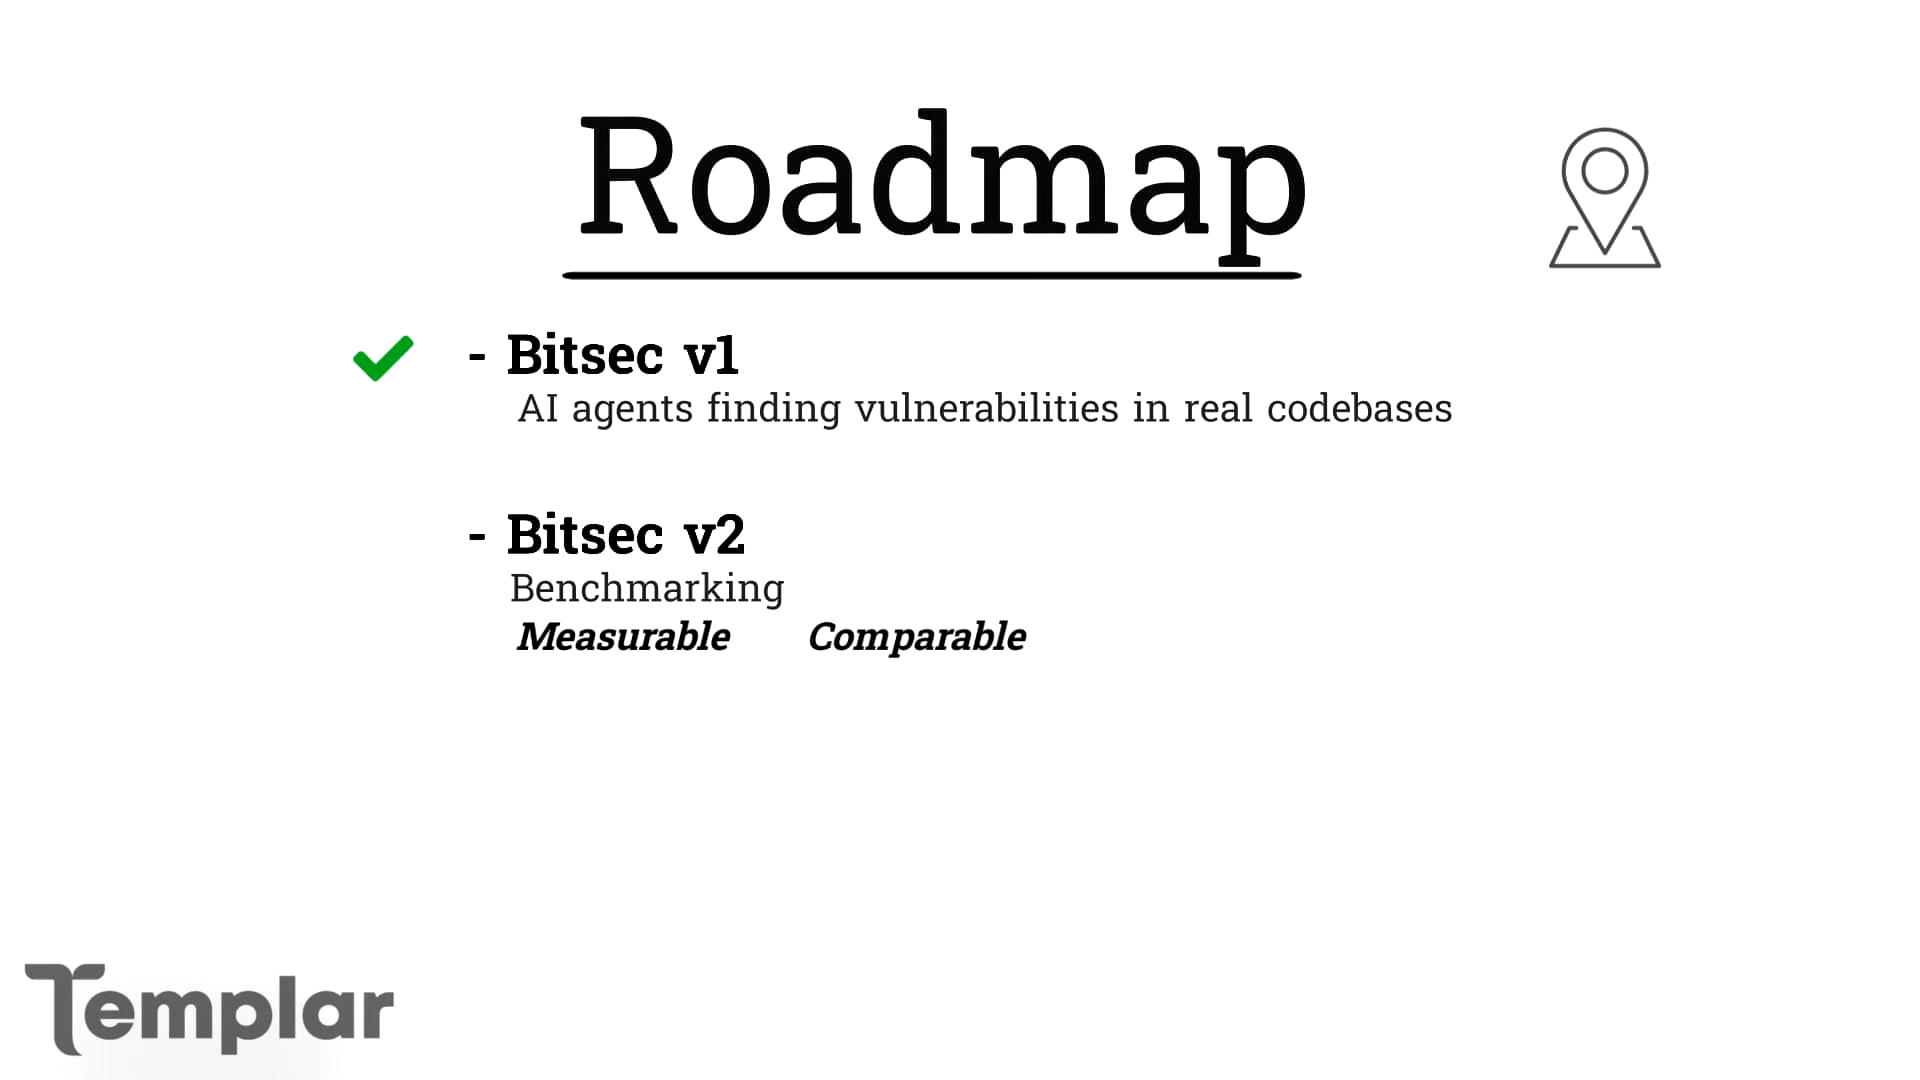 Roadmap
- Bitsec v1
AI agents finding vulnerabilities in real codebases
- Bitsec v2
Benchmarking
Measurable Comparable
Templar